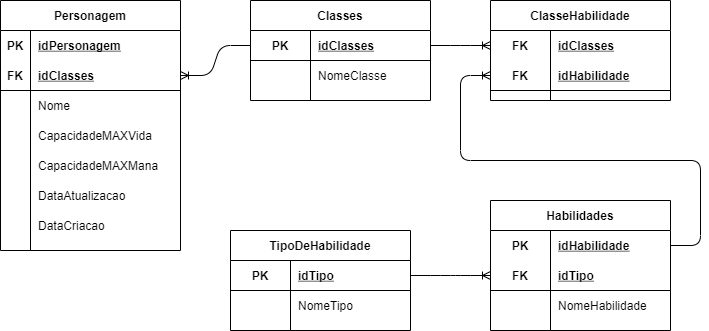 Personagem
PK idPersonagem
FK idClasses
Nome
CapacidadeMAXVida
CapacidadeMAXMana
DataAtualizacao
DataCriacao
Classes
PK idClasses
NomeClasse
ClasseHabilidade
FK idClasses
FK idHabilidade
TipoDeHabilidade
PK idTipo
NomeTipo
Habilidades
PK idHabilidade
FK idTipo
NomeHabilidade